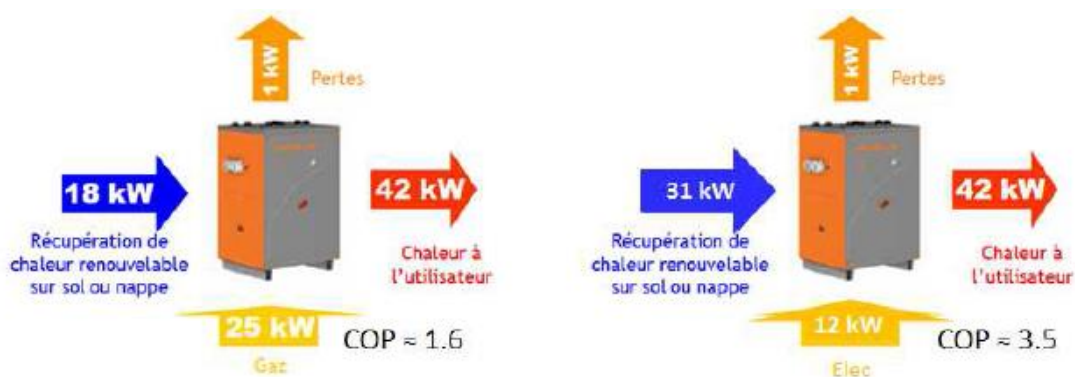 1 kW
Pertes
18 kW
42 kW
Récupération de
chaleur renouvelable
sur sol ou nappe
Chaleur à
l'utilisateur
25 kW
Gaz
COP ≈ 1.6
1 kW
Pertes
31 kW
42 kW
Récupération de
chaleur renouvelable
sur sol ou nappe
Chaleur à
l'utilisateur
12 kW
Elec
COP ≈ 3.5